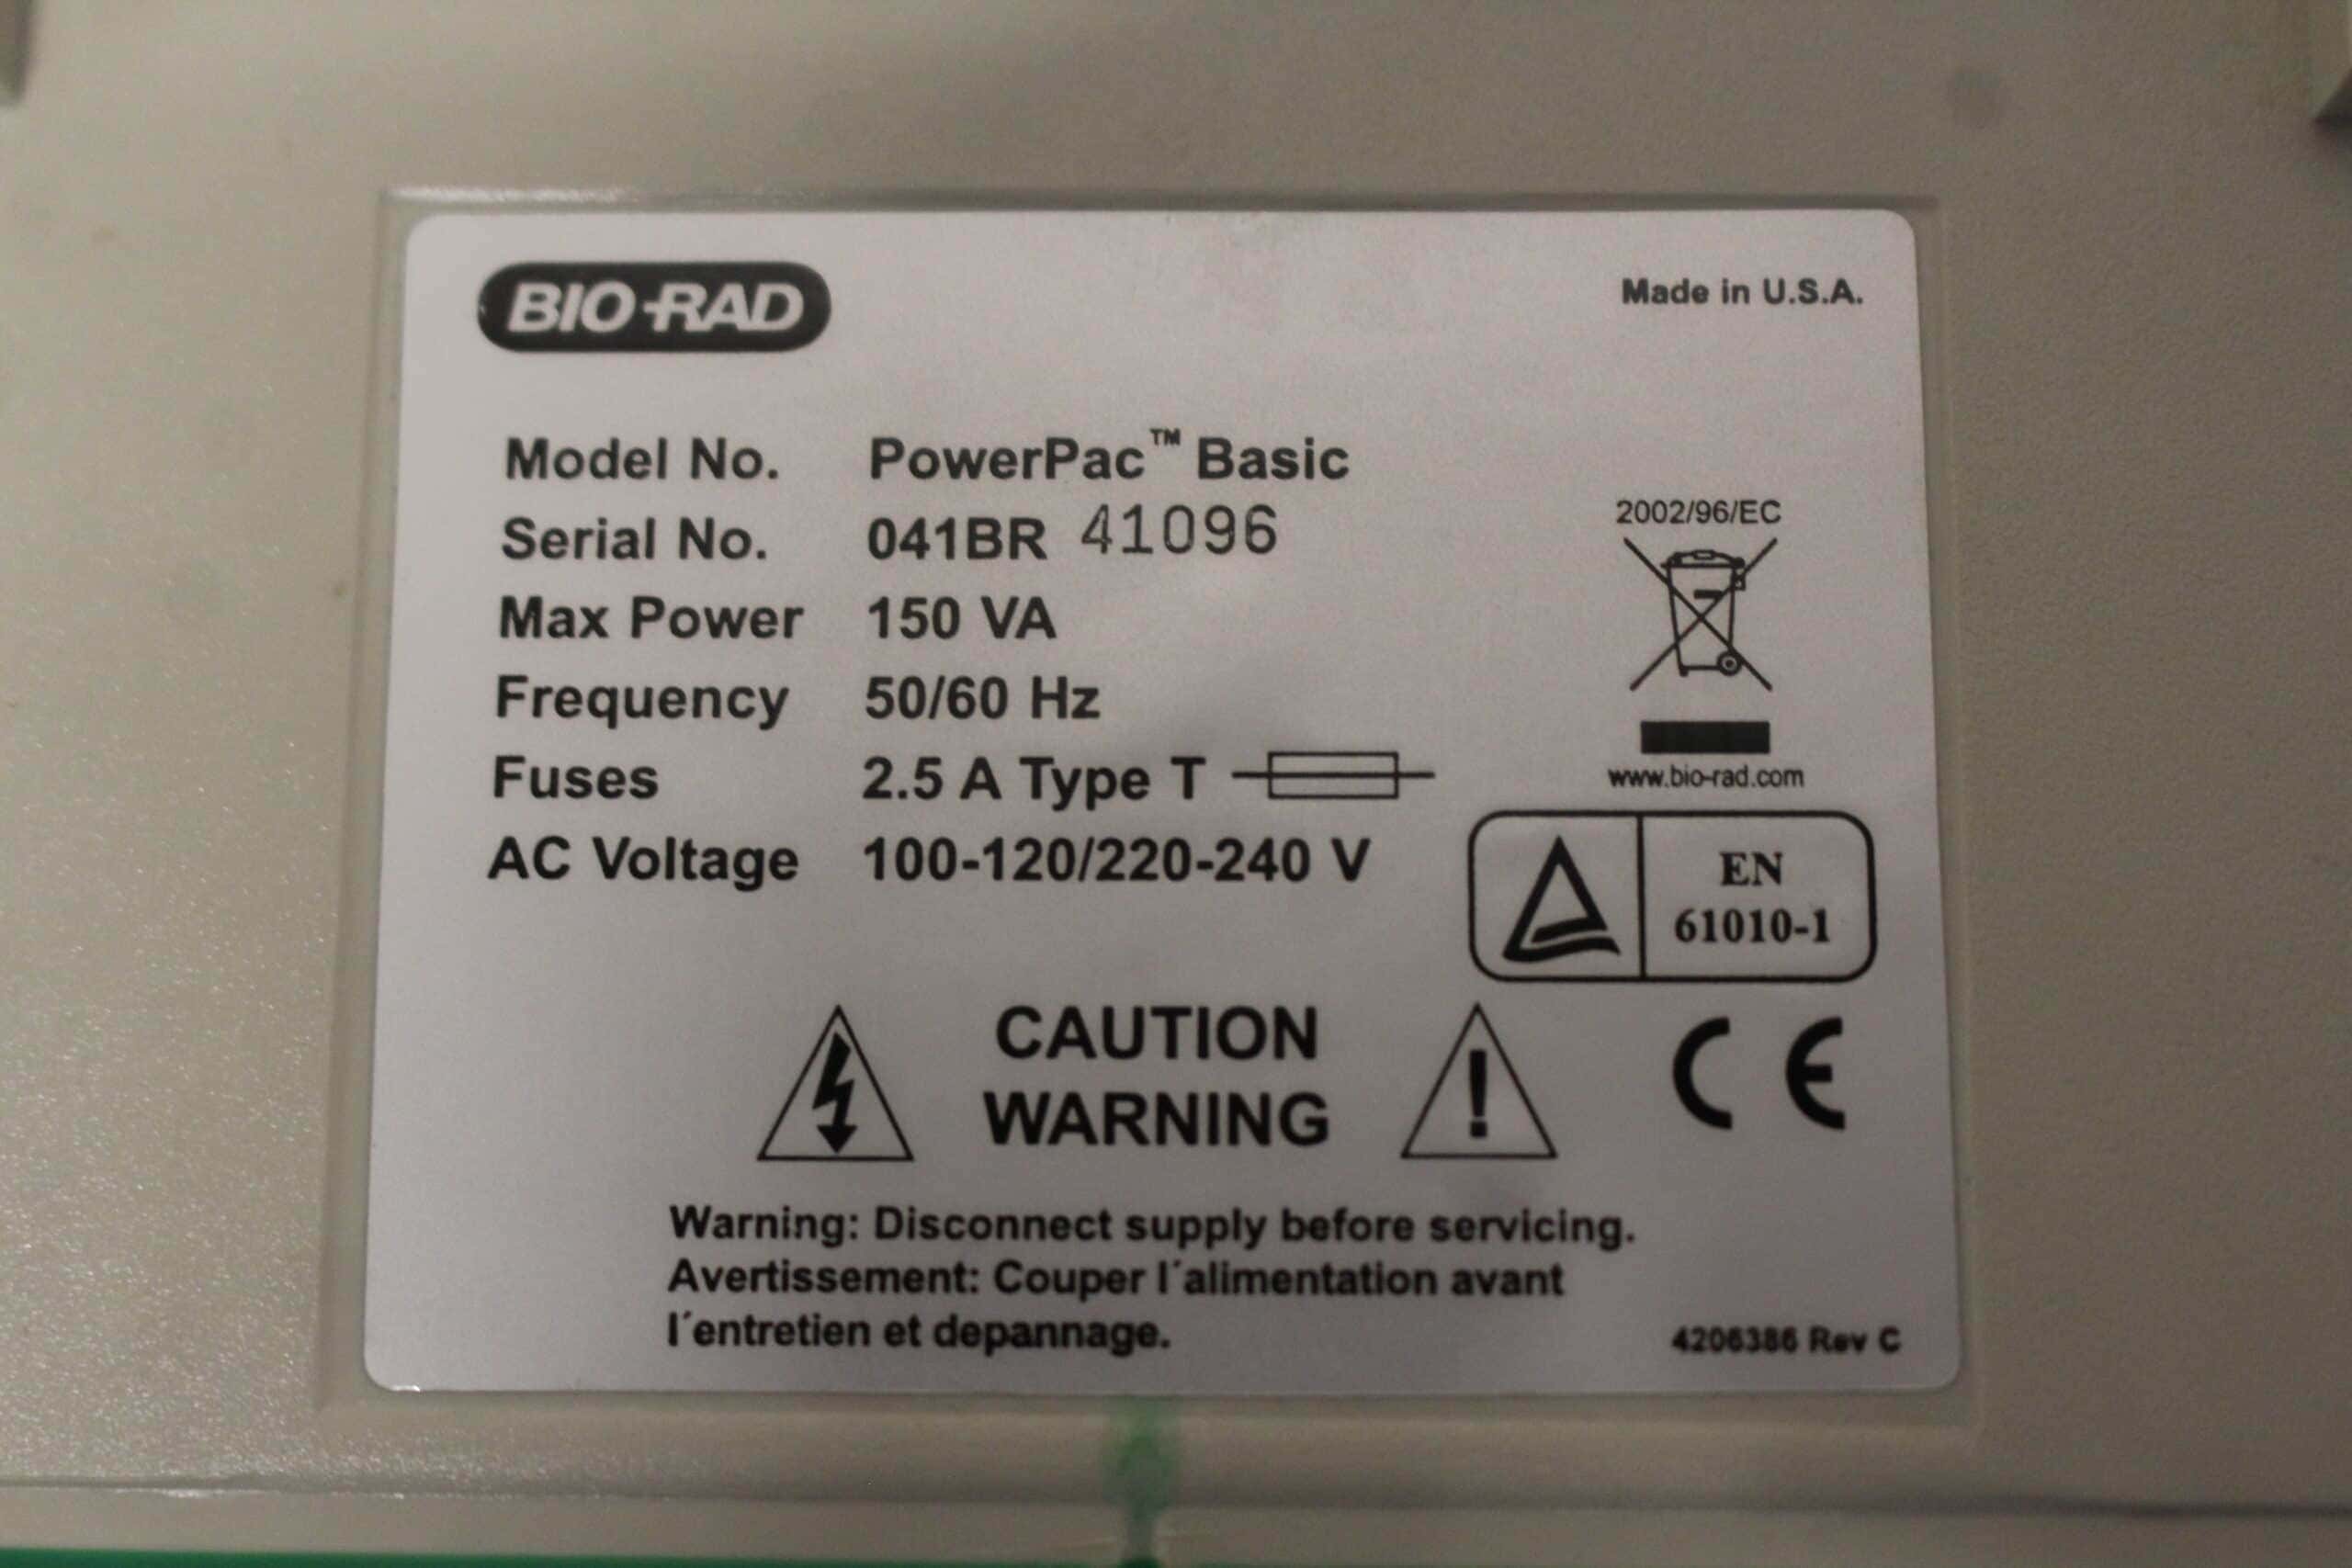 BIO-RAD
Made in U.S.A.
Model No. PowerPac™ Basic
Serial No. 041BR 41096
Max Power 150 VA
Frequency 50/60 Hz
Fuses 2.5 A Type T
AC Voltage 100-120/220-240 V
2002/96/EC
www.bio-rad.com
EN
61010-1
CAUTION
WARNING
!
CE
Warning: Disconnect supply before servicing.
Avertissement: Couper l´alimentation avant
l´entretien et depannage.
4206386 Rev C